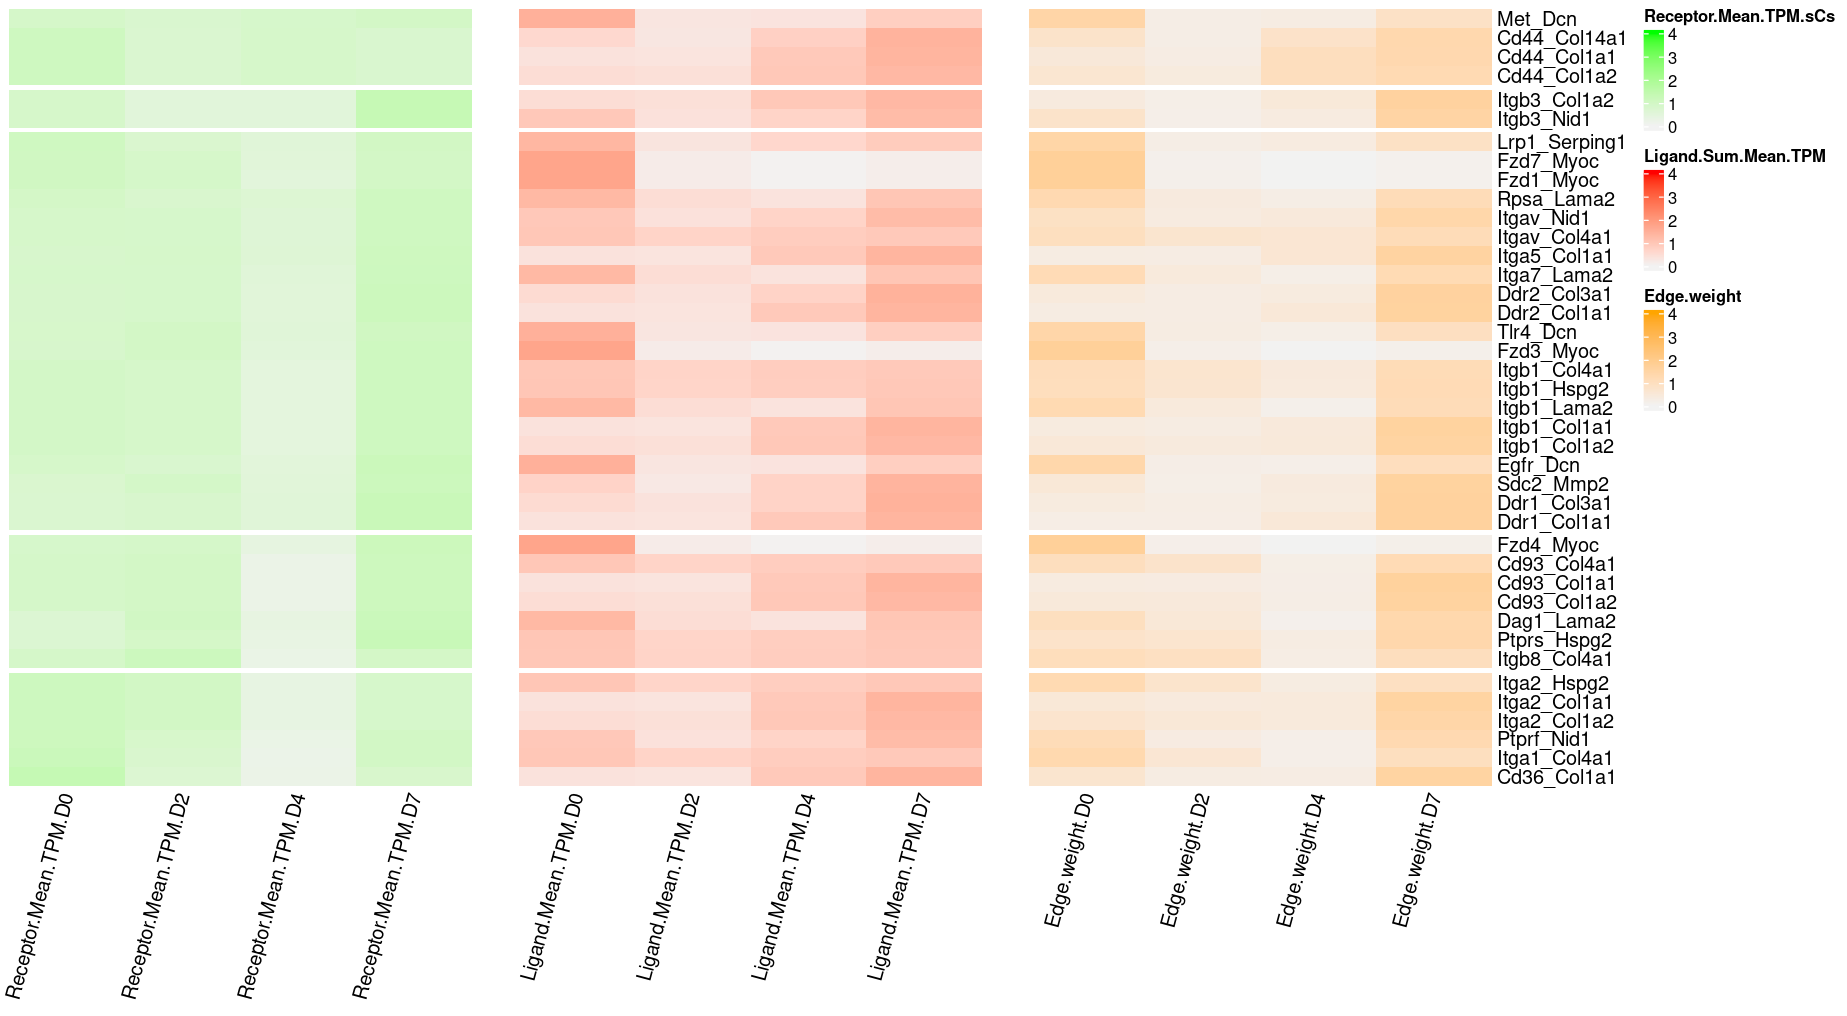 Met_Dcn
Cd44_Col14a1
Cd44_Col1a1
Cd44_Col1a2
Itgb3_Col1a2
Itgb3_Nid1
Lrp1_Serping1
Fzd7_Myoc
Fzd1_Myoc
Rpsa_Lama2
Itgav_Nid1
Itgav_Col4a1
Itga5_Col1a1
Itga7_Lama2
Ddr2_Col3a1
Ddr2_Col1a1
Tlr4_Dcn
Fzd3_Myoc
Itgb1_Col4a1
Itgb1_Hspg2
Itgb1_Lama2
Itgb1_Col1a1
Itgb1_Col1a2
Egfr_Dcn
Sdc2_Mmp2
Ddr1_Col3a1
Ddr1_Col1a1
Fzd4_Myoc
Cd93_Col4a1
Cd93_Col1a1
Cd93_Col1a2
Dag1_Lama2
Ptprs_Hspg2
Itgb8_Col4a1
Itga2_Hspg2
Itga2_Col1a1
Itga2_Col1a2
Ptprf_Nid1
Itga1_Col4a1
Cd36_Col1a1
Receptor.Mean.TPM.D0
Receptor.Mean.TPM.D2
Receptor.Mean.TPM.D4
Receptor.Mean.TPM.D7
Ligand.Mean.TPM.D0
Ligand.Mean.TPM.D2
Ligand.Mean.TPM.D4
Ligand.Mean.TPM.D7
Edge.weight.D0
Edge.weight.D2
Edge.weight.D4
Edge.weight.D7
Receptor.Mean.TPM.sCs
4
3
2
1
0
Ligand.Sum.Mean.TPM
4
3
2
1
0
Edge.weight
4
3
2
1
0